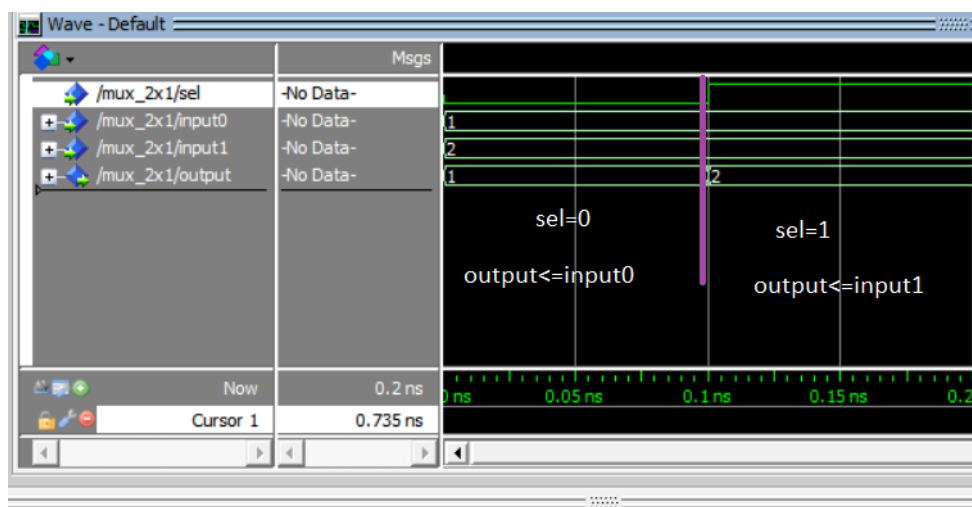 Wave - Default
Msgs
/mux_2x1/sel -No Data-
/mux_2x1/input0 -No Data- 1
/mux_2x1/input1 -No Data- 2
/mux_2x1/output -No Data- 1 2
sel=0 sel=1
output<=input0 output<=input1
Now 0.2 ns ns 0.05 ns 0.1 ns 0.15 ns 0.2
Cursor 1 0.735 ns